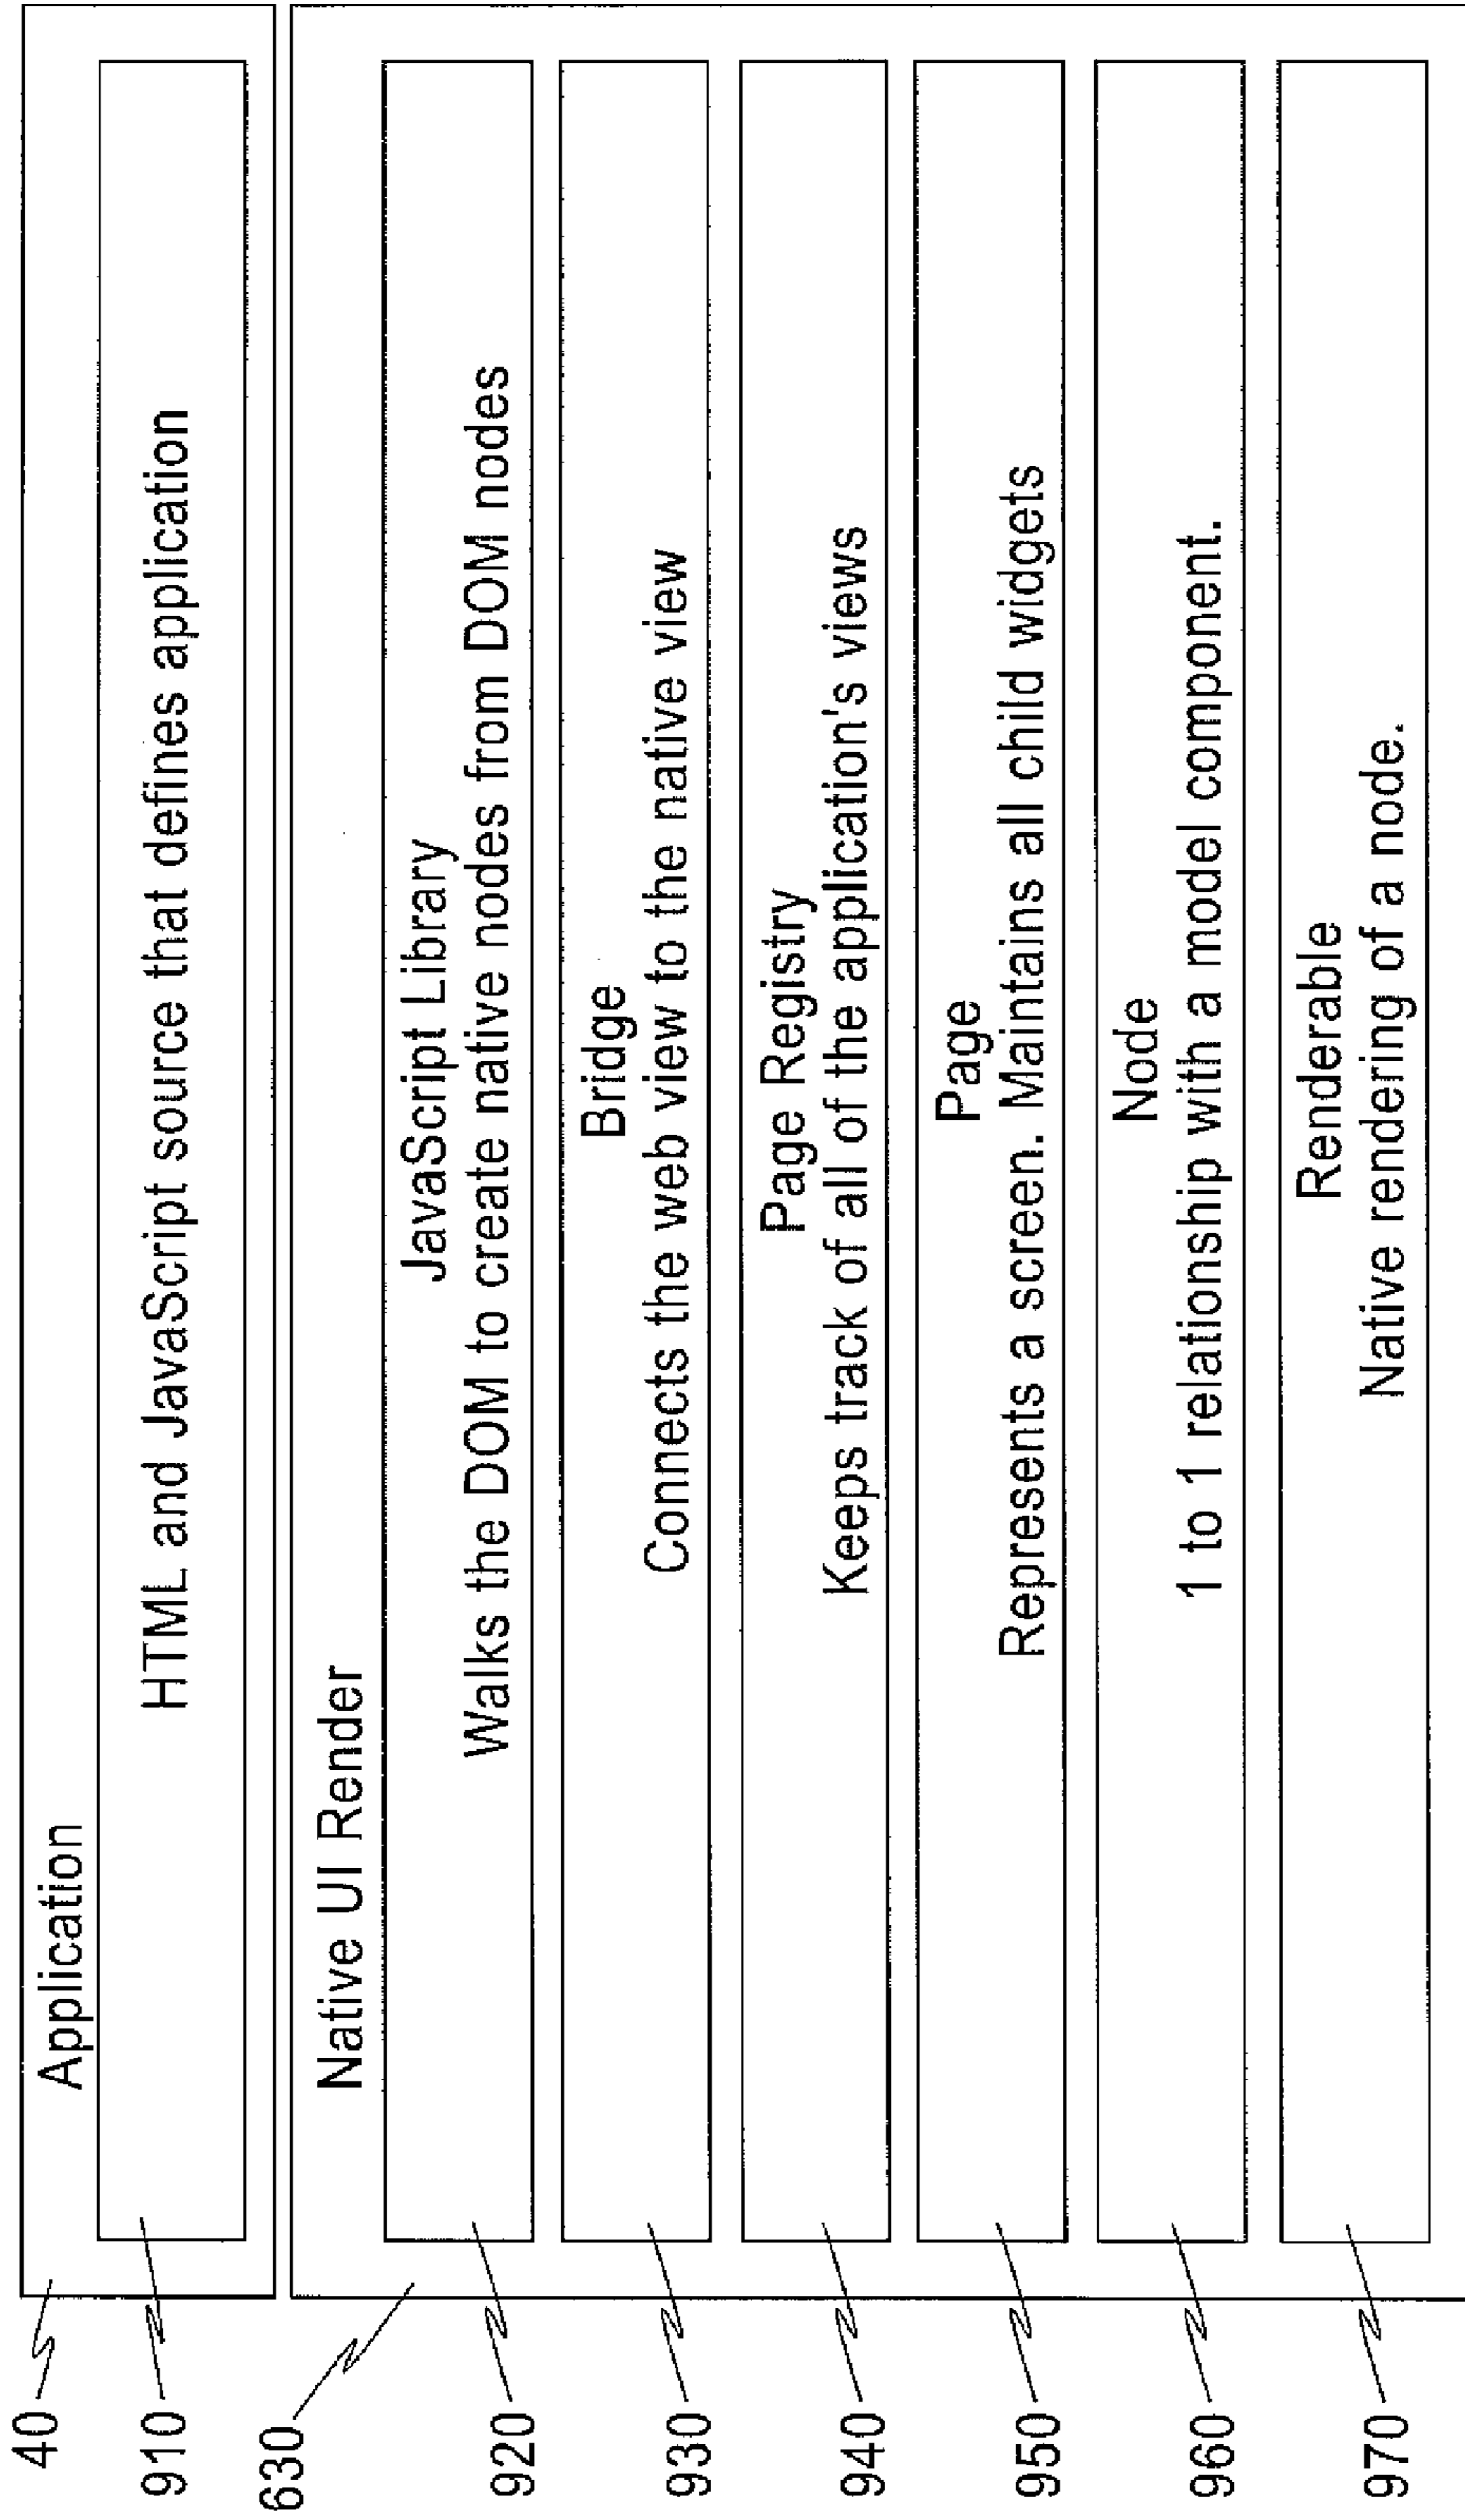 40
Application
910
HTML and JavaScript source that defines application
630
Native UI Render
920
JavaScript Library
Walks the DOM to create native nodes from DOM nodes
930
Bridge
Connects the web view to the native view
940
Page Registry
Keeps track of all of the application's views
950
Page
Represents a screen. Maintains all child widgets
960
Node
1 to 1 relationship with a model component.
970
Renderable
Native rendering of a node.